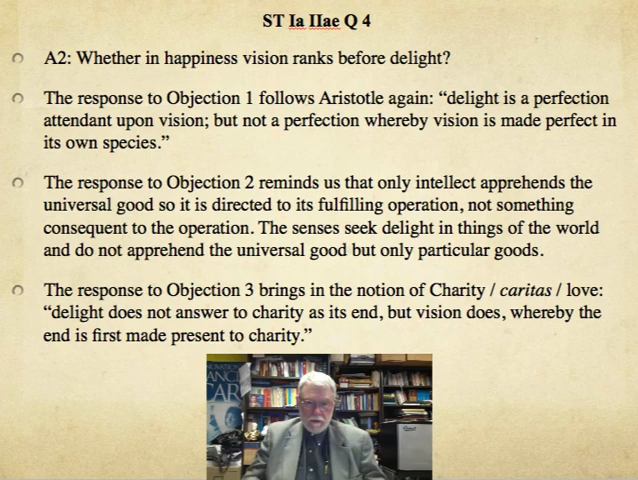 ST Ia IIae Q 4
A2: Whether in happiness vision ranks before delight?
The response to Objection 1 follows Aristotle again: “delight is a perfection
attendant upon vision; but not a perfection whereby vision is made perfect in
its own species.”
The response to Objection 2 reminds us that only intellect apprehends the
universal good so it is directed to its fulfilling operation, not something
consequent to the operation. The senses seek delight in things of the world
and do not apprehend the universal good but only particular goods.
The response to Objection 3 brings in the notion of Charity / caritas / love:
“delight does not answer to charity as its end, but vision does, whereby the
end is first made present to charity.”